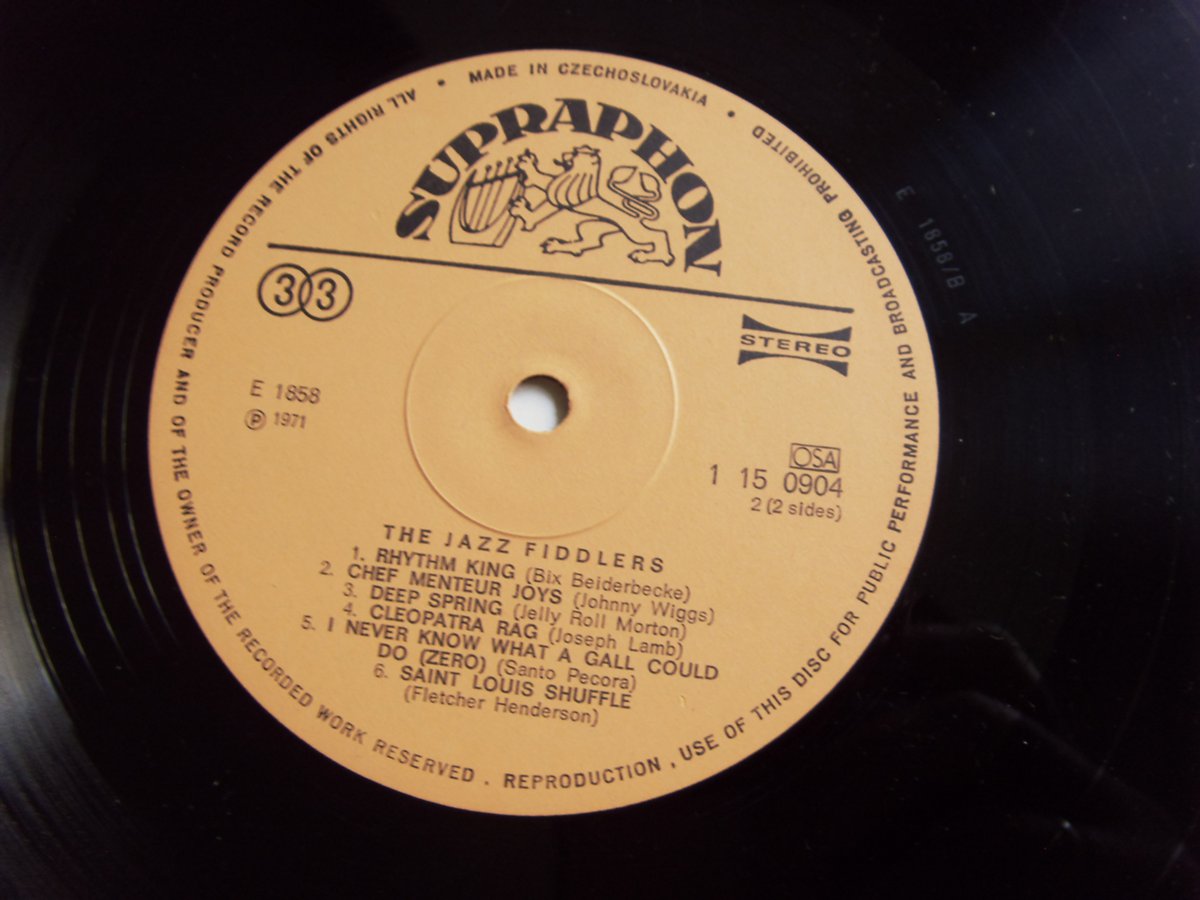 MADE IN CZECHOSLOVAKIA • ALL RIGHTS OF THE RECORD PRODUCER AND OF THE OWNER OF THE RECORDED WORK RESERVED . REPRODUCTION , USE OF THIS DISC FOR PUBLIC PERFORMANCE AND BROADCASTING PROHIBITED •
SUPRAPHON
33
STEREO
E 1858
Ⓟ 1971
OSA
1 15 0904
2 (2 sides)
THE JAZZ FIDDLERS
1. RHYTHM KING (Bix Beiderbecke)
2. CHEF MENTEUR JOYS (Johnny Wiggs)
3. DEEP SPRING (Jelly Roll Morton)
4. CLEOPATRA RAG (Joseph Lamb)
5. I NEVER KNOW WHAT A GALL COULD
DO (ZERO) (Santo Pecora)
6. SAINT LOUIS SHUFFLE
(Fletcher Henderson)
E 1858/B A